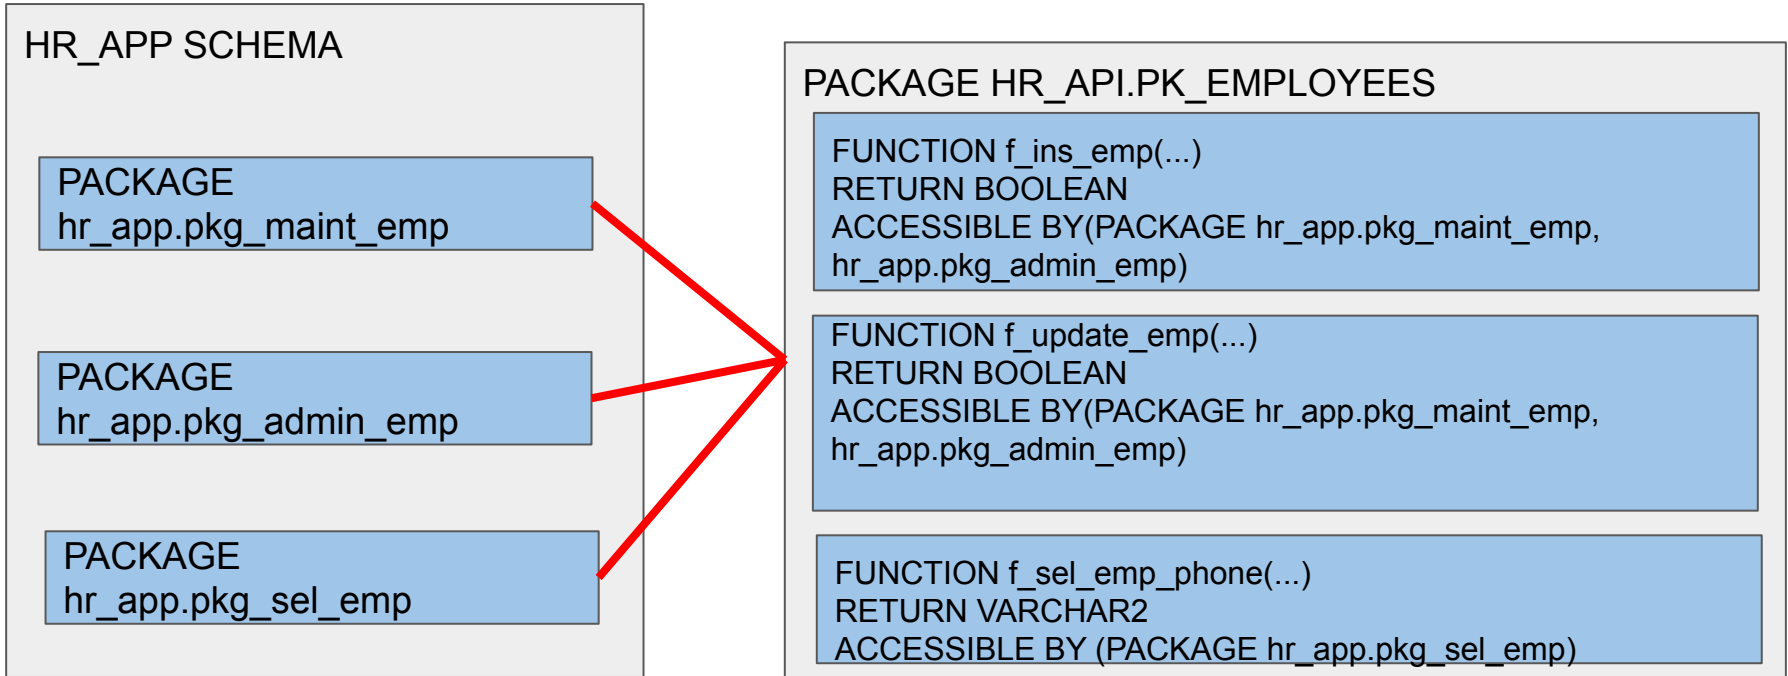 HR_APP SCHEMA
PACKAGE
hr_app.pkg_maint_emp
PACKAGE
hr_app.pkg_admin_emp
PACKAGE
hr_app.pkg_sel_emp
PACKAGE HR_API.PK_EMPLOYEES
FUNCTION f_ins_emp(...)
RETURN BOOLEAN
ACCESSIBLE BY(PACKAGE hr_app.pkg_maint_emp,
hr_app.pkg_admin_emp)
FUNCTION f_update_emp(...)
RETURN BOOLEAN
ACCESSIBLE BY(PACKAGE hr_app.pkg_maint_emp,
hr_app.pkg_admin_emp)
FUNCTION f_sel_emp_phone(...)
RETURN VARCHAR2
ACCESSIBLE BY (PACKAGE hr_app.pkg_sel_emp)